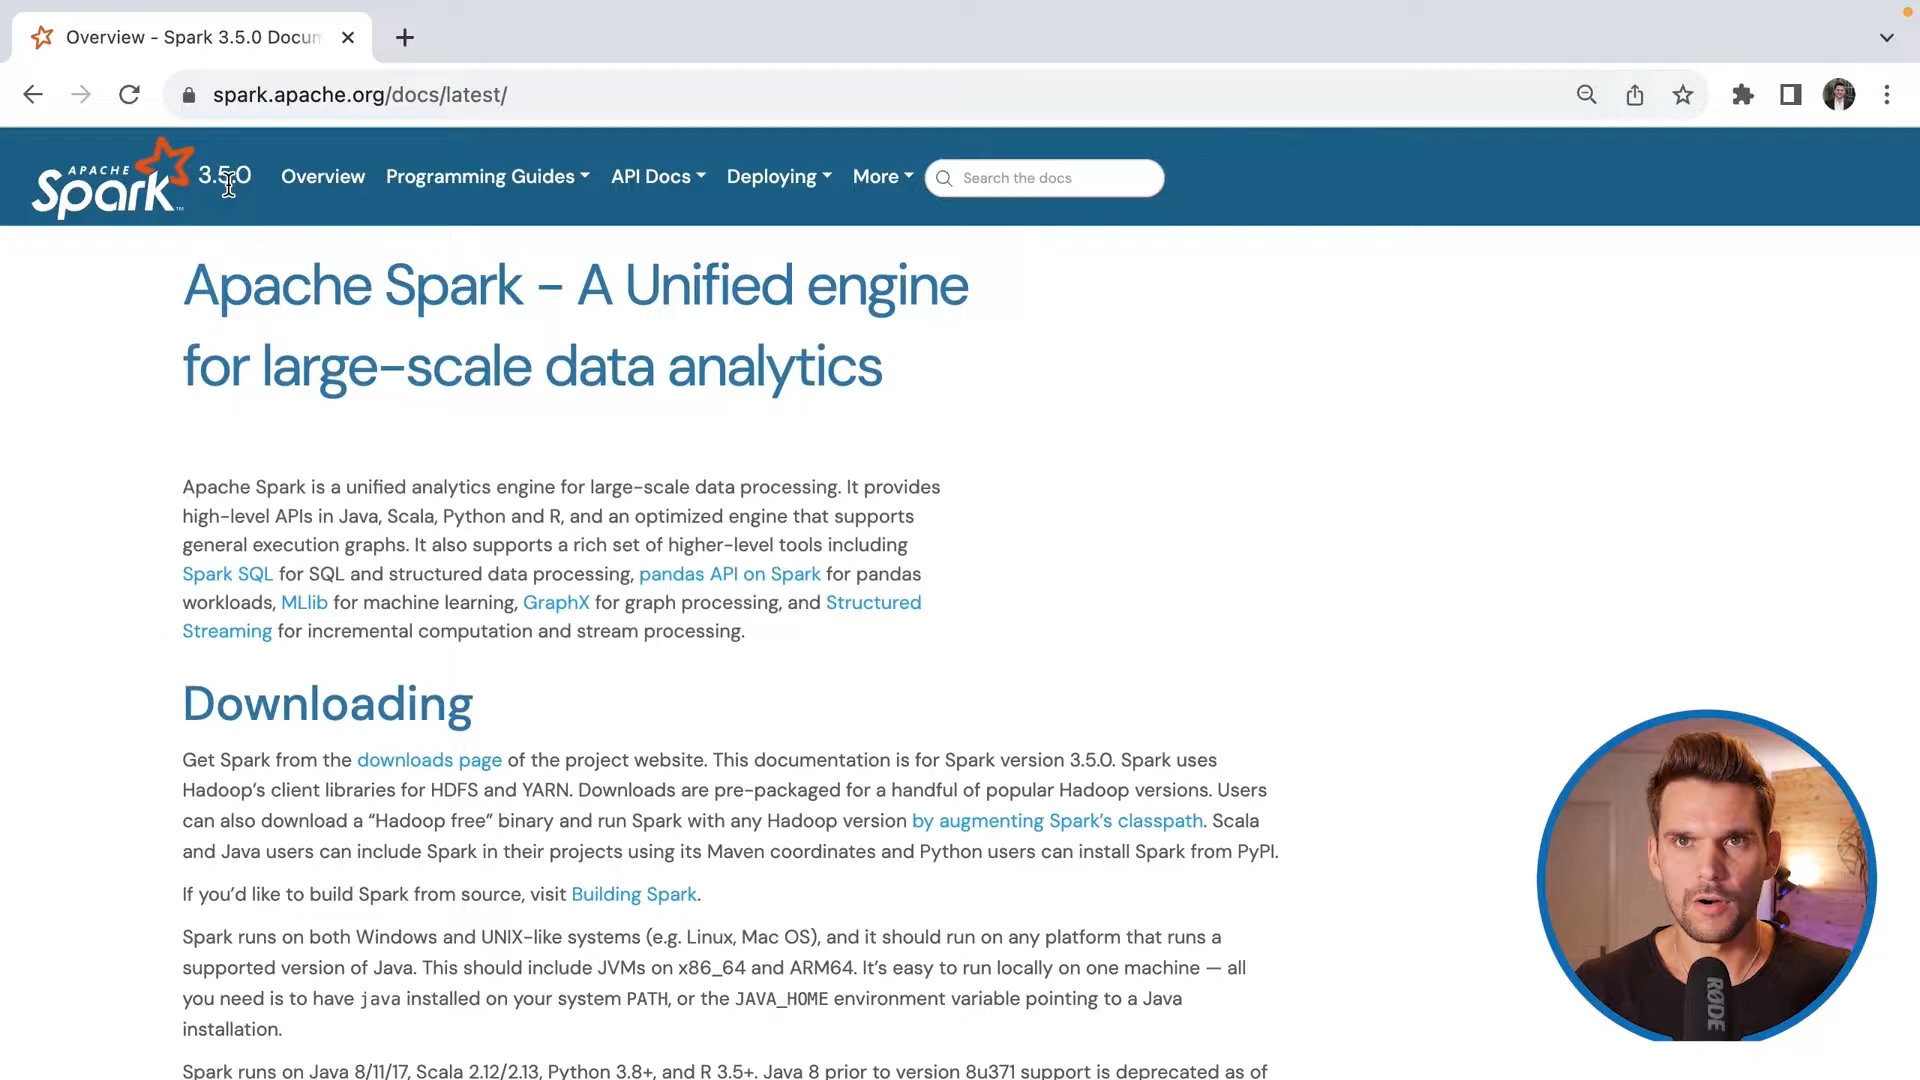 Overview - Spark 3.5.0 Docum
spark.apache.org/docs/latest/
APACHE
Spark™ 3.5.0 Overview Programming Guides API Docs Deploying More Search the docs
Apache Spark - A Unified engine
for large-scale data analytics
Apache Spark is a unified analytics engine for large-scale data processing. It provides
high-level APIs in Java, Scala, Python and R, and an optimized engine that supports
general execution graphs. It also supports a rich set of higher-level tools including
Spark SQL for SQL and structured data processing, pandas API on Spark for pandas
workloads, MLlib for machine learning, GraphX for graph processing, and Structured
Streaming for incremental computation and stream processing.
Downloading
Get Spark from the downloads page of the project website. This documentation is for Spark version 3.5.0. Spark uses
Hadoop’s client libraries for HDFS and YARN. Downloads are pre-packaged for a handful of popular Hadoop versions. Users
can also download a “Hadoop free” binary and run Spark with any Hadoop version by augmenting Spark’s classpath. Scala
and Java users can include Spark in their projects using its Maven coordinates and Python users can install Spark from PyPI.
If you’d like to build Spark from source, visit Building Spark.
Spark runs on both Windows and UNIX-like systems (e.g. Linux, Mac OS), and it should run on any platform that runs a
supported version of Java. This should include JVMs on x86_64 and ARM64. It’s easy to run locally on one machine — all
you need is to have java installed on your system PATH, or the JAVA_HOME environment variable pointing to a Java
installation.
Spark runs on Java 8/11/17, Scala 2.12/2.13, Python 3.8+, and R 3.5+. Java 8 prior to version 8u371 support is deprecated as of
RØDE